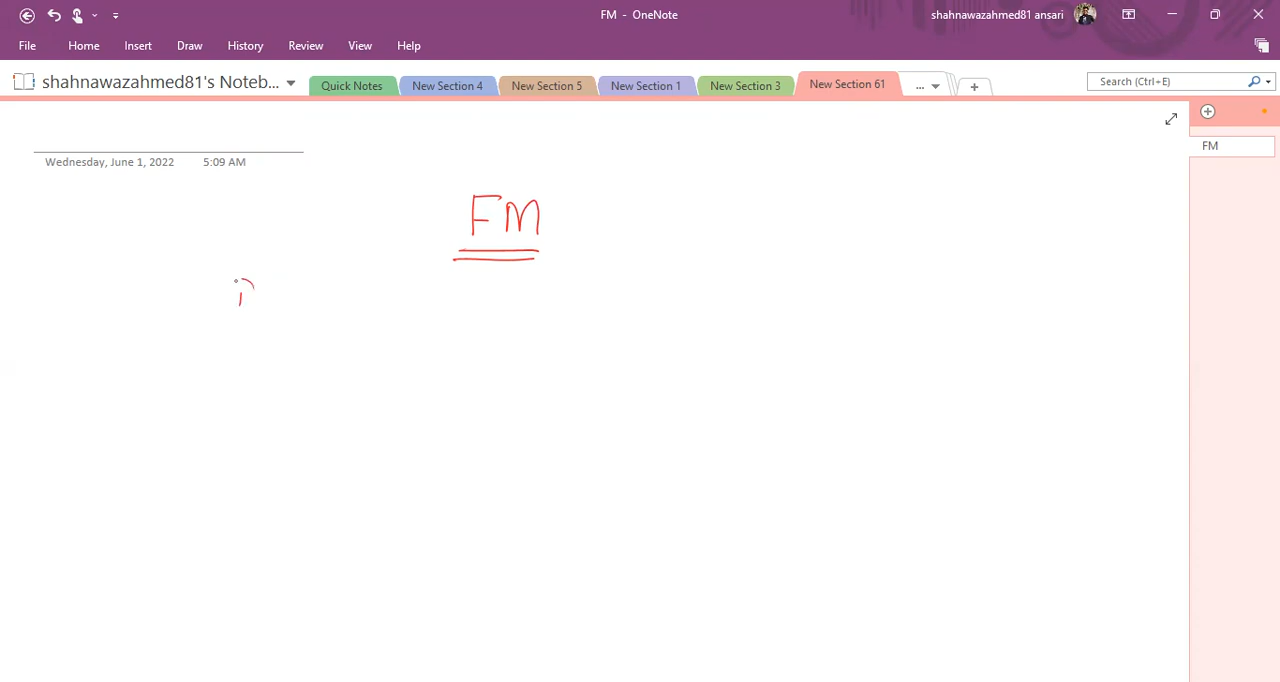 FM - OneNote
shahnawazahmed81 ansari
File Home Insert Draw History Review View Help
shahnawazahmed81's Noteb... Quick Notes New Section 4 New Section 5 New Section 1 New Section 3 New Section 61 ... Search (Ctrl+E)
FM
Wednesday, June 1, 2022 5:09 AM
FM